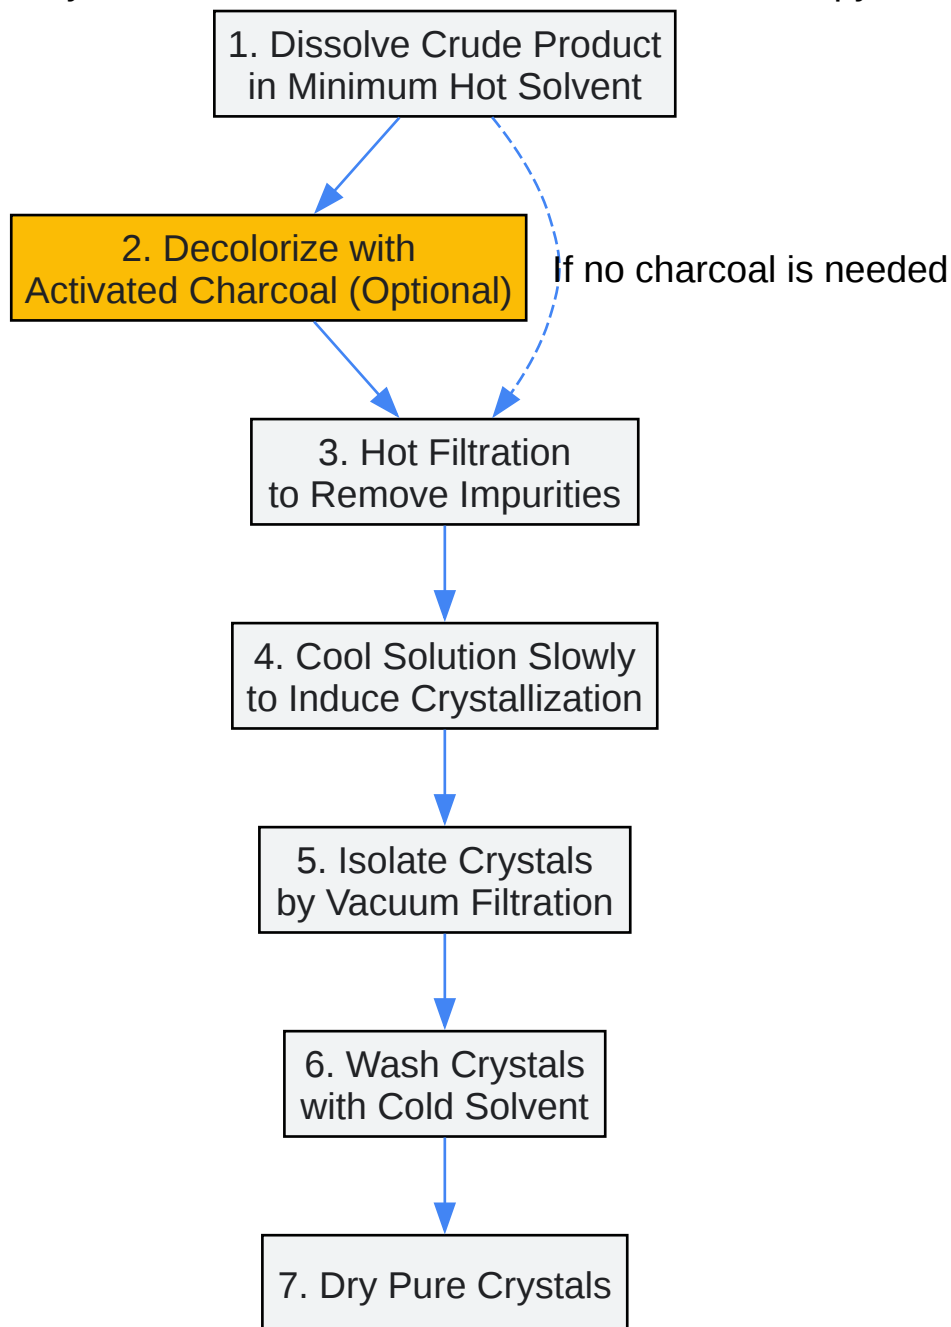 1. Dissolve Crude Product
in Minimum Hot Solvent
2. Decolorize with
Activated Charcoal (Optional)
If no charcoal is needed
3. Hot Filtration
to Remove Impurities
4. Cool Solution Slowly
to Induce Crystallization
5. Isolate Crystals
by Vacuum Filtration
6. Wash Crystals
with Cold Solvent
7. Dry Pure Crystals